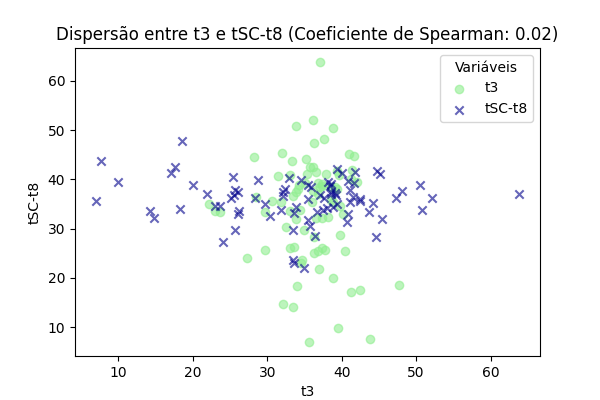 Dispersão entre t3 e tSC-t8 (Coeficiente de Spearman: 0.02)
Variáveis
t3
tSC-t8
60
50
40
30
20
10
tSC-t8
10 20 30 40 50 60
t3